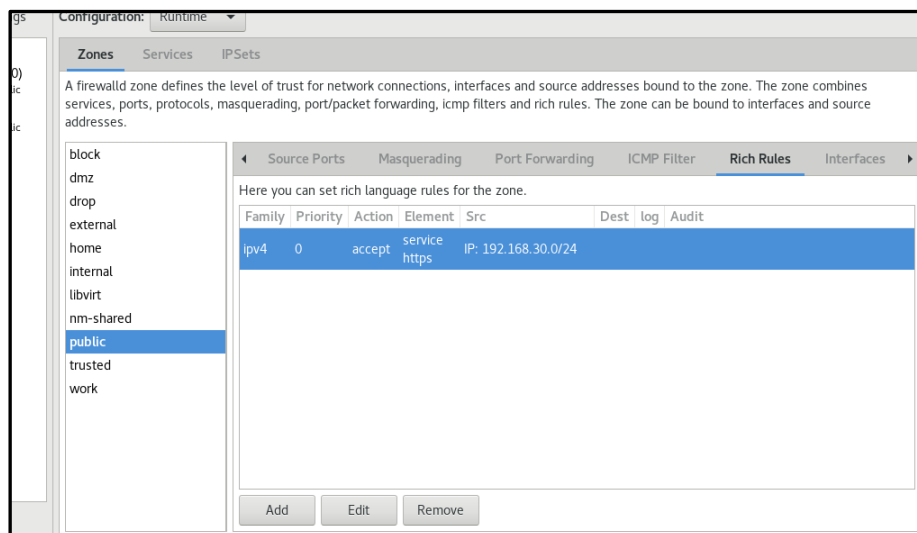 gs
Configuration: Runtime
Zones Services IPSets
A firewalld zone defines the level of trust for network connections, interfaces and source addresses bound to the zone. The zone combines
services, ports, protocols, masquerading, port/packet forwarding, icmp filters and rich rules. The zone can be bound to interfaces and source
addresses.
0)
lic
lic
block
dmz
drop
external
home
internal
libvirt
nm-shared
public
trusted
work
Source Ports Masquerading Port Forwarding ICMP Filter Rich Rules Interfaces
Here you can set rich language rules for the zone.
Family Priority Action Element Src Dest log Audit
ipv4 0 accept service https IP: 192.168.30.0/24
Add Edit Remove